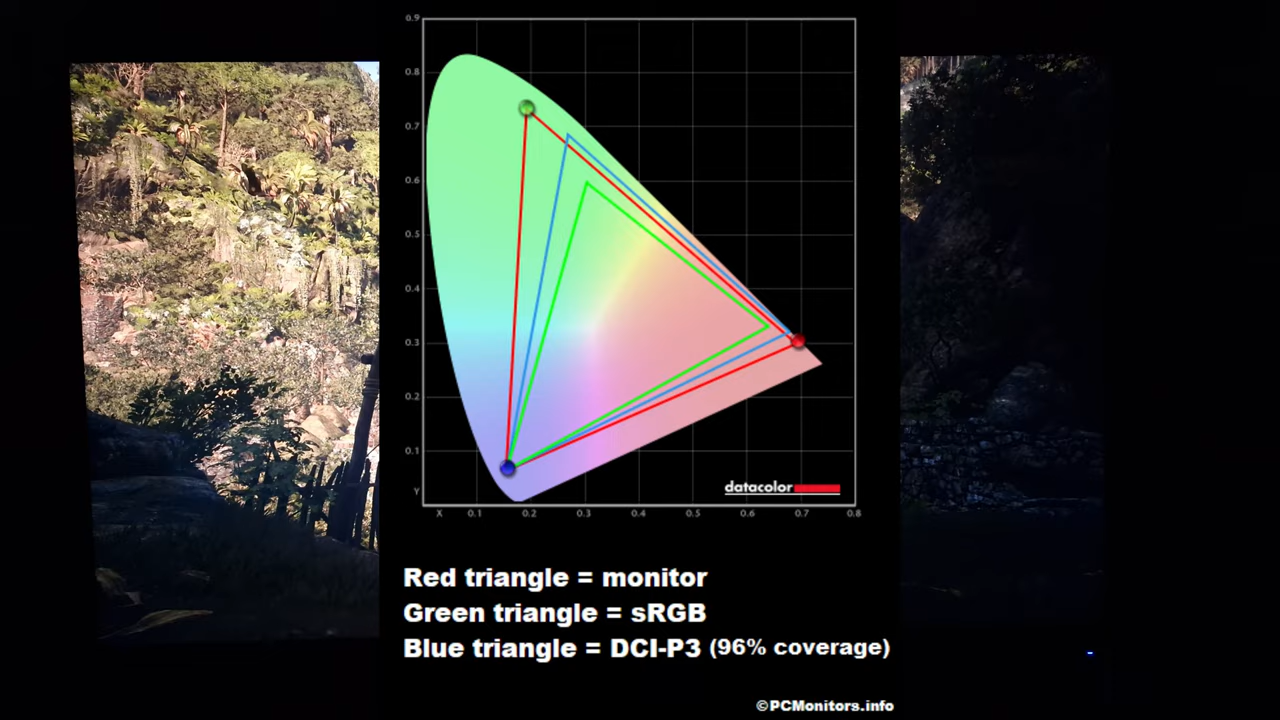 0.9
0.8
0.7
0.6
0.5
0.4
0.3
0.2
0.1
Y
X 0.1 0.2 0.3 0.4 0.5 0.6 0.7 0.8
datacolor
Red triangle = monitor
Green triangle = sRGB
Blue triangle = DCI-P3 (96% coverage)
©PCMonitors.info